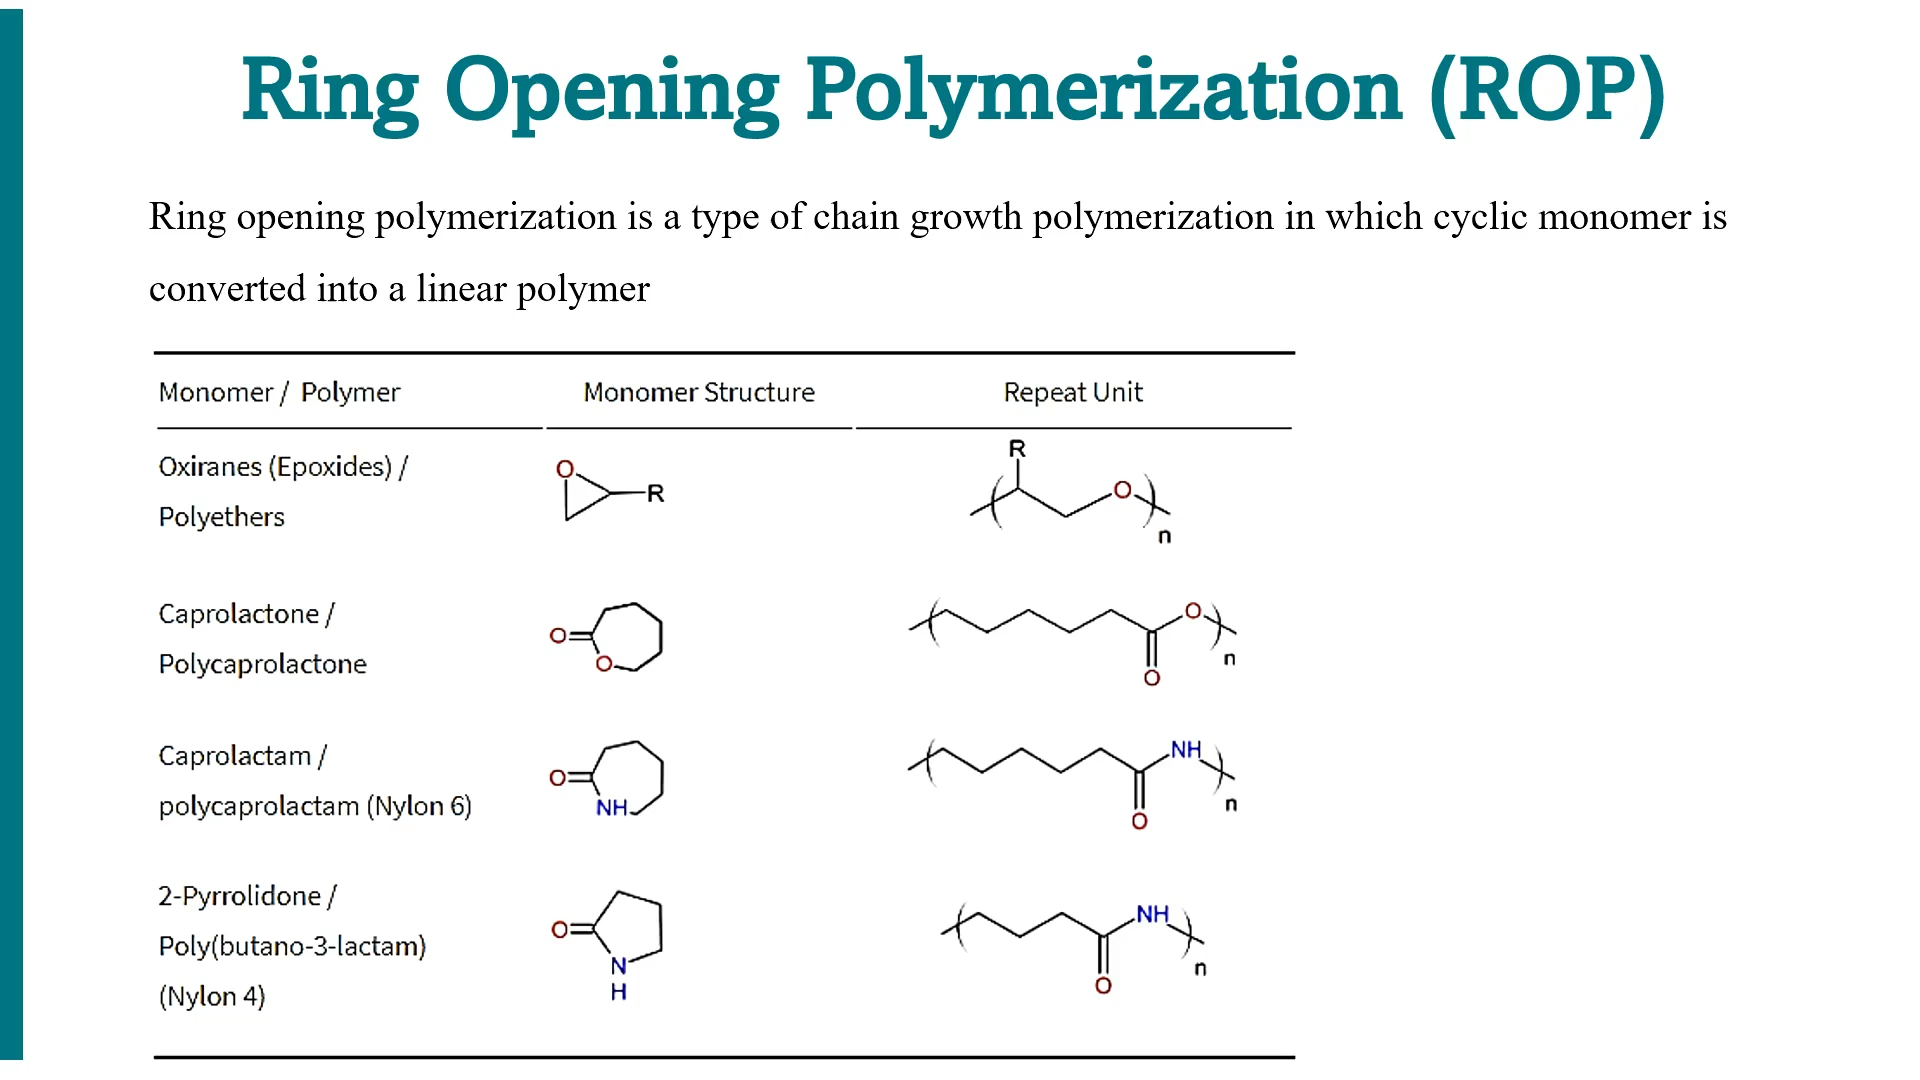 Ring Opening Polymerization (ROP)
Ring opening polymerization is a type of chain growth polymerization in which cyclic monomer is
converted into a linear polymer
Monomer / Polymer Monomer Structure Repeat Unit
Oxiranes (Epoxides) /
Polyethers
O
R
R
O
n
Caprolactone /
Polycaprolactone
O
O
O
O
n
Caprolactam /
polycaprolactam (Nylon 6)
O
NH
NH
O
n
2-Pyrrolidone /
Poly(butano-3-lactam)
(Nylon 4)
O
N
H
NH
O
n